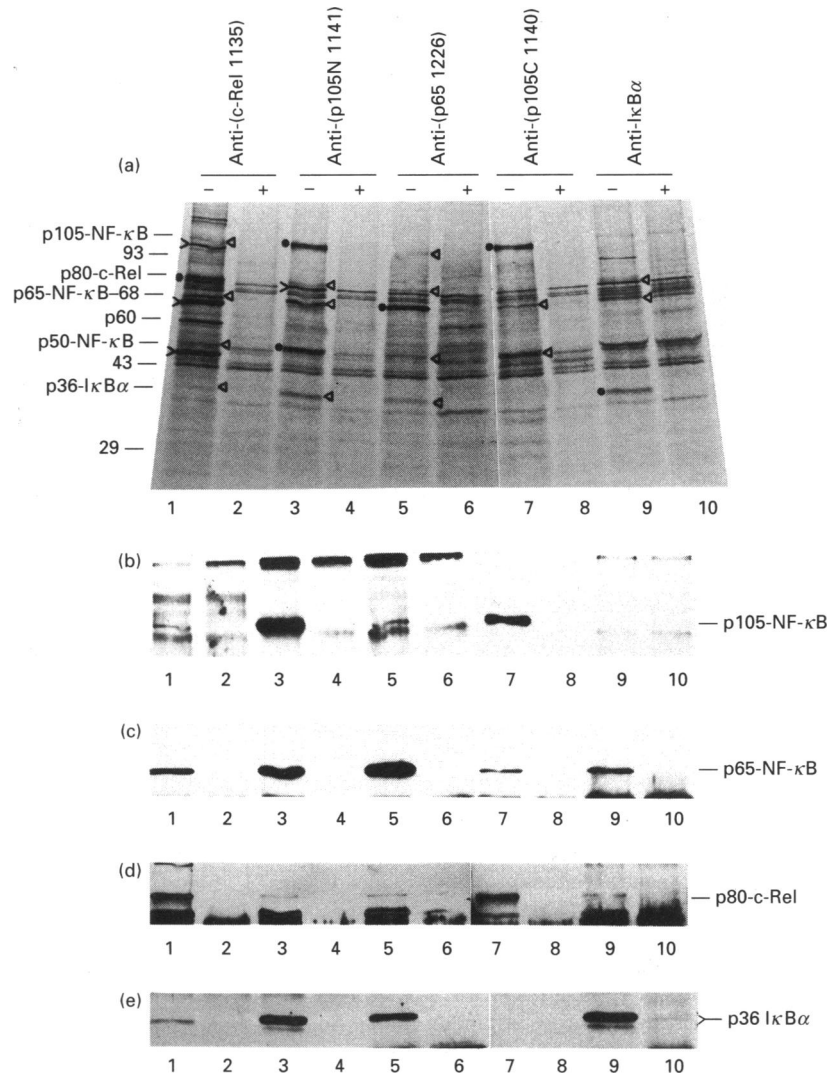 Anti-(c-Rel 1135)
Anti-(p105N 1141)
Anti-(p65 1226)
Anti-(p105C 1140)
Anti-IκBα
(a)
– + – + – + – + – +
p105-NF-κB
93
p80-c-Rel
p65-NF-κB–68
p60
p50-NF-κB
43
p36-IκBα
29
1 2 3 4 5 6 7 8 9 10
(b)
p105-NF-κB
1 2 3 4 5 6 7 8 9 10
(c)
p65-NF-κB
1 2 3 4 5 6 7 8 9 10
(d)
p80-c-Rel
1 2 3 4 5 6 7 8 9 10
(e)
p36 IκBα
1 2 3 4 5 6 7 8 9 10